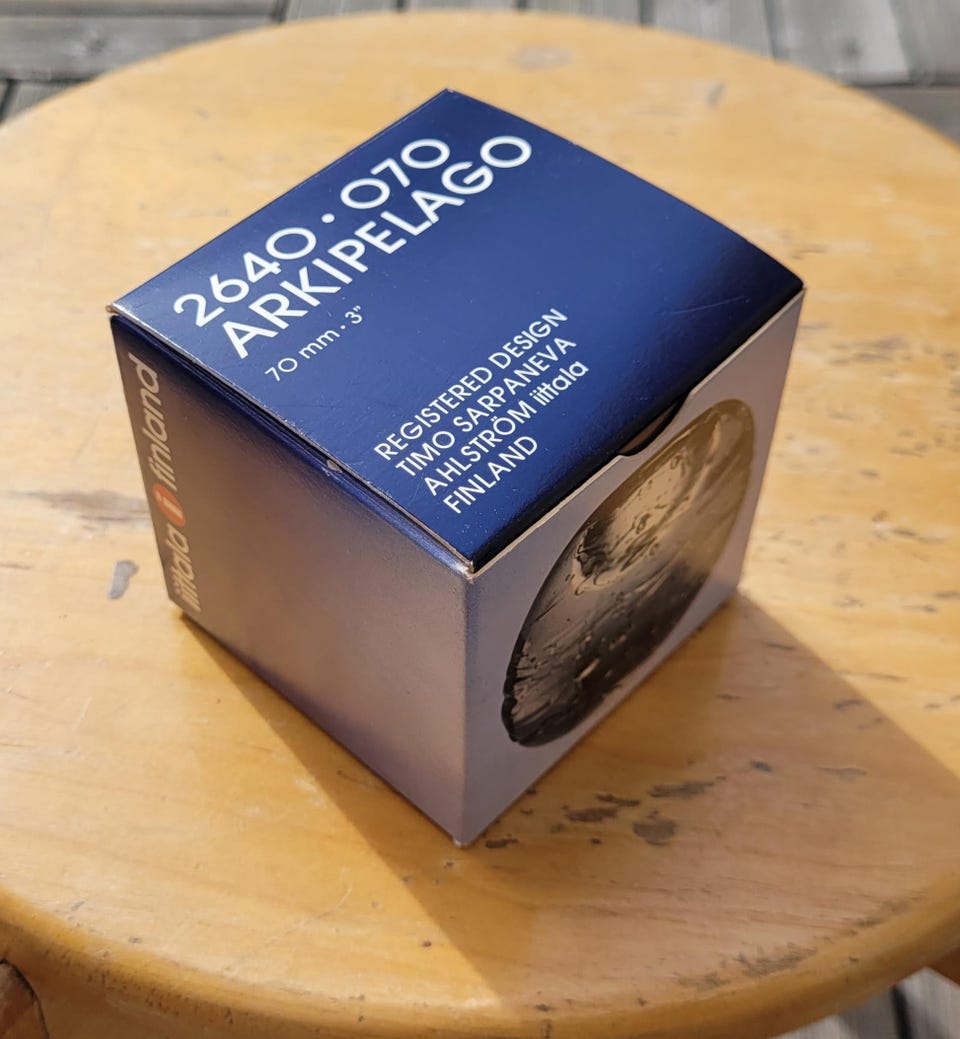 2640 • 070
ARKIPELAGO
70 mm • 3"
REGISTERED DESIGN
TIMO SARPANEVA
AHLSTRÖM iittala
FINLAND
iittala i finland